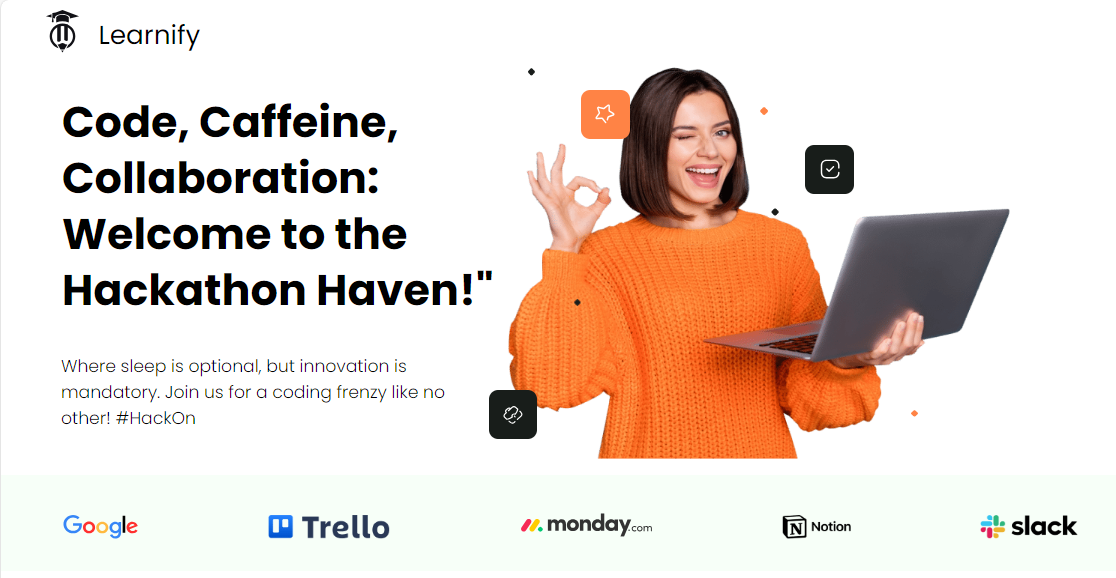 Learnify
Code, Caffeine,
Collaboration:
Welcome to the
Hackathon Haven!"
Where sleep is optional, but innovation is
mandatory. Join us for a coding frenzy like no
other! #HackOn
Google
Trello
monday.com
Notion
slack